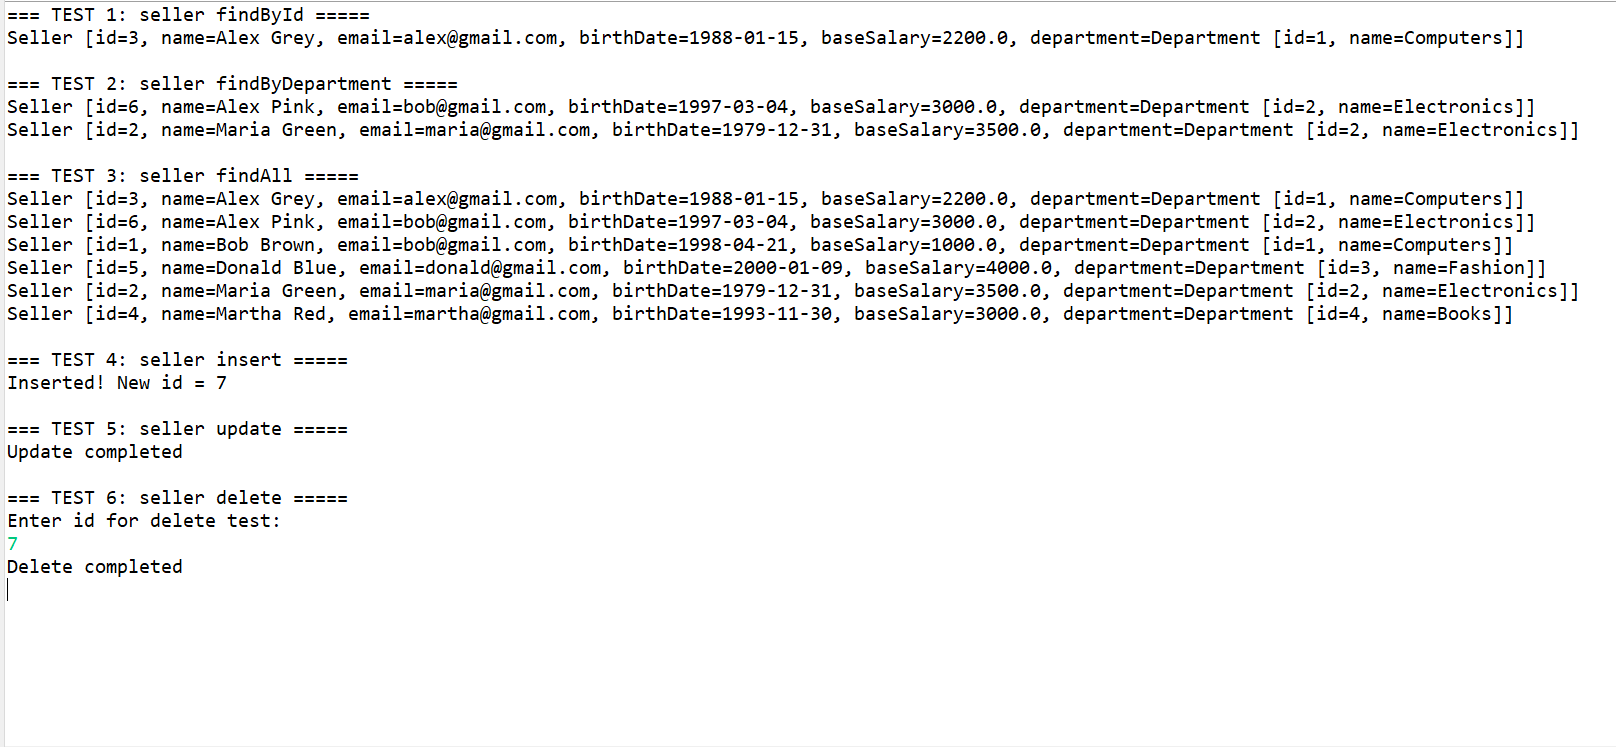 === TEST 1: seller findById =====
Seller [id=3, name=Alex Grey, email=alex@gmail.com, birthDate=1988-01-15, baseSalary=2200.0, department=Department [id=1, name=Computers]]
=== TEST 2: seller findByDepartment =====
Seller [id=6, name=Alex Pink, email=bob@gmail.com, birthDate=1997-03-04, baseSalary=3000.0, department=Department [id=2, name=Electronics]]
Seller [id=2, name=Maria Green, email=maria@gmail.com, birthDate=1979-12-31, baseSalary=3500.0, department=Department [id=2, name=Electronics]]
=== TEST 3: seller findAll =====
Seller [id=3, name=Alex Grey, email=alex@gmail.com, birthDate=1988-01-15, baseSalary=2200.0, department=Department [id=1, name=Computers]]
Seller [id=6, name=Alex Pink, email=bob@gmail.com, birthDate=1997-03-04, baseSalary=3000.0, department=Department [id=2, name=Electronics]]
Seller [id=1, name=Bob Brown, email=bob@gmail.com, birthDate=1998-04-21, baseSalary=1000.0, department=Department [id=1, name=Computers]]
Seller [id=5, name=Donald Blue, email=donald@gmail.com, birthDate=2000-01-09, baseSalary=4000.0, department=Department [id=3, name=Fashion]]
Seller [id=2, name=Maria Green, email=maria@gmail.com, birthDate=1979-12-31, baseSalary=3500.0, department=Department [id=2, name=Electronics]]
Seller [id=4, name=Martha Red, email=martha@gmail.com, birthDate=1993-11-30, baseSalary=3000.0, department=Department [id=4, name=Books]]
=== TEST 4: seller insert =====
Inserted! New id = 7
=== TEST 5: seller update =====
Update completed
=== TEST 6: seller delete =====
Enter id for delete test:
7
Delete completed